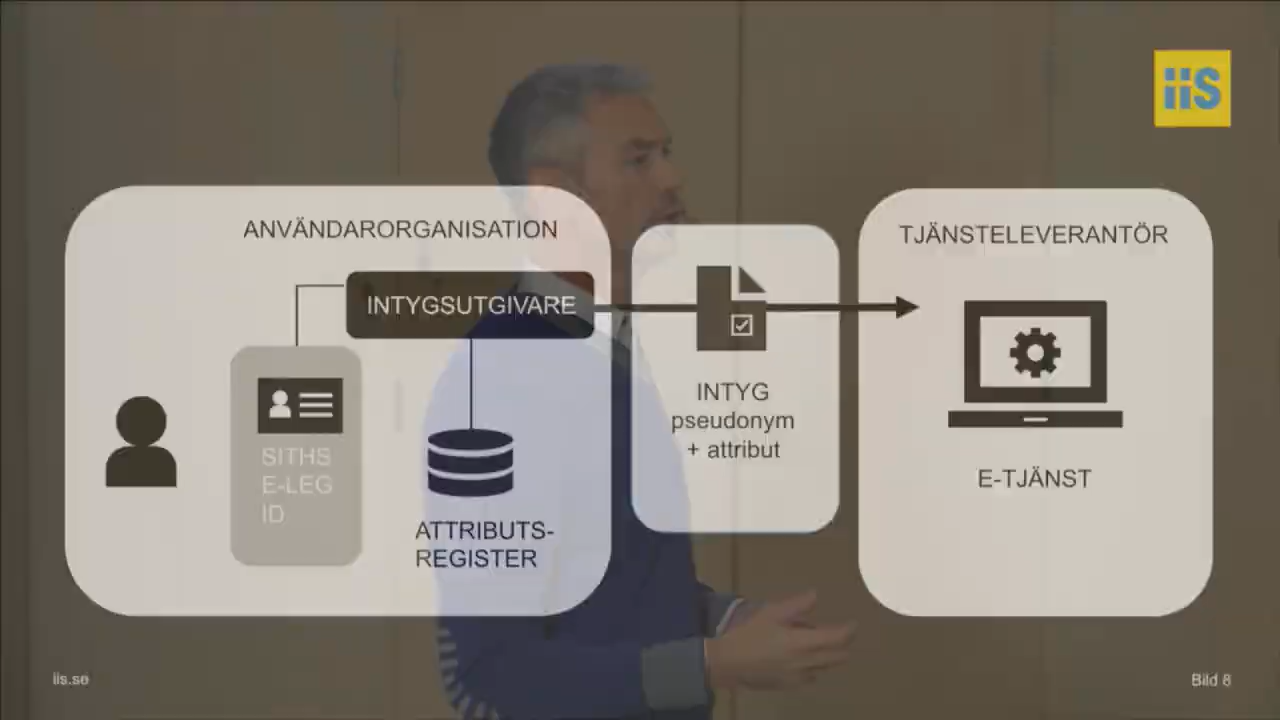 iiS
ANVÄNDARORGANISATION
INTYGSUTGIVARE
SITHS
E-LEG
ID
ATTRIBUTS-
REGISTER
INTYG
pseudonym
+ attribut
TJÄNSTELEVERANTÖR
E-TJÄNST
iis.se
Bild 8